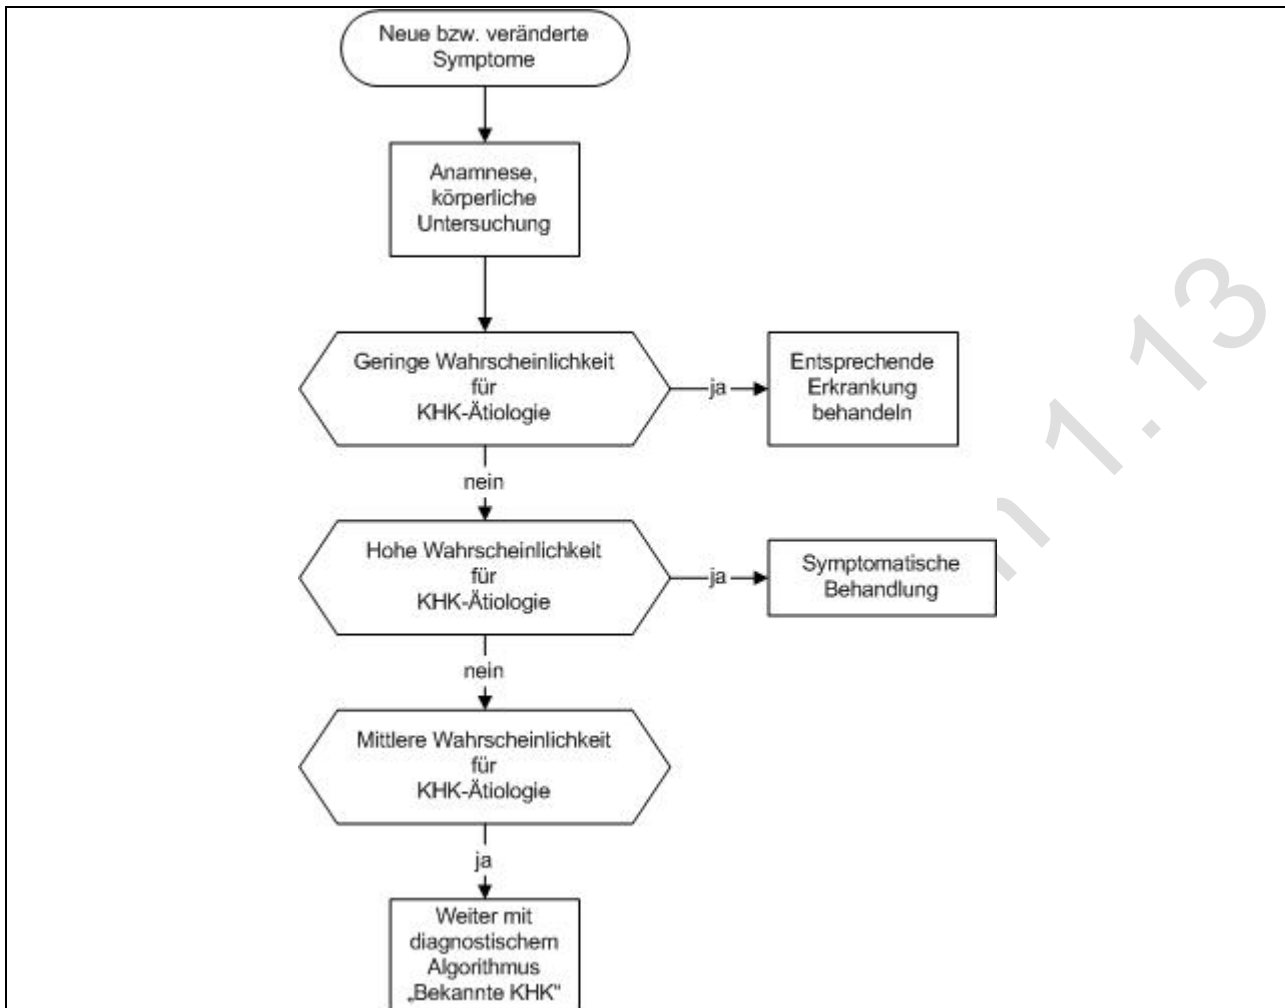 Neue bzw. veränderte
Symptome
Anamnese,
körperliche
Untersuchung
Geringe Wahrscheinlichkeit
für
KHK-Ätiologie
ja
Entsprechende
Erkrankung
behandeln
nein
Hohe Wahrscheinlichkeit
für
KHK-Ätiologie
ja
Symptomatische
Behandlung
nein
Mittlere Wahrscheinlichkeit
für
KHK-Ätiologie
ja
Weiter mit
diagnostischem
Algorithmus
„Bekannte KHK"
n 1.13